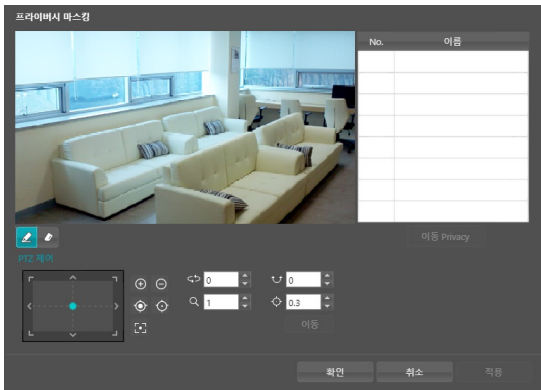 프라이버시 마스킹
No. 이름
이동 Privacy
PTZ 제어
0 0
1 0.3
이동
확인 취소 적용